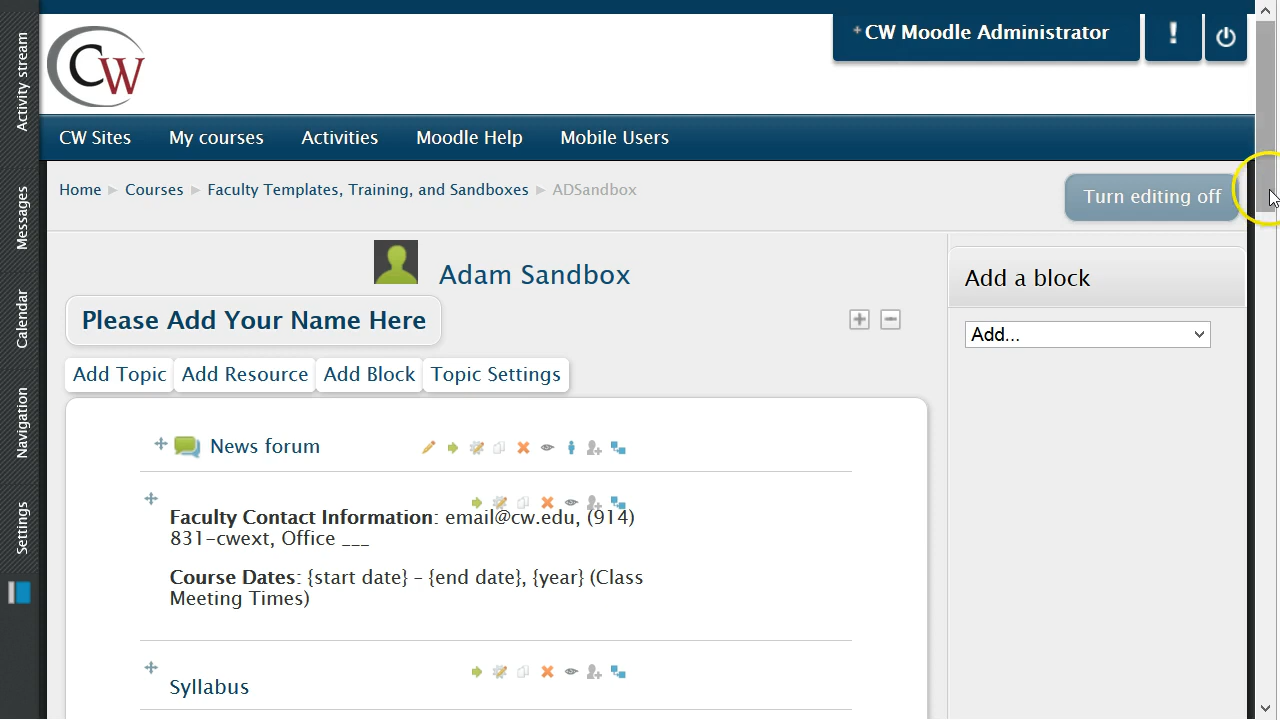 CW
CW Moodle Administrator
!
CW Sites
My courses
Activities
Moodle Help
Mobile Users
Home
Courses
Faculty Templates, Training, and Sandboxes
ADSandbox
Turn editing off
Activity stream
Messages
Calendar
Navigation
Settings
Adam Sandbox
Please Add Your Name Here
Add Topic
Add Resource
Add Block
Topic Settings
News forum
Faculty Contact Information: email@cw.edu, (914)
831-cwext, Office ___
Course Dates: {start date} - {end date}, {year} (Class
Meeting Times)
Syllabus
Add a block
Add...